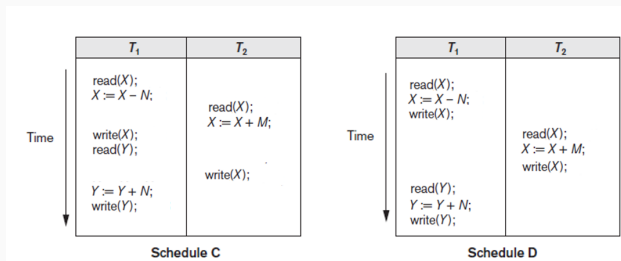 T1 T2
read(X);
X := X – N;
read(X);
X := X + M;
Time
write(X);
read(Y);
write(X);
Y := Y + N;
write(Y);
Schedule C
T1 T2
read(X);
X := X – N;
write(X);
Time
read(X);
X := X + M;
write(X);
read(Y);
Y := Y + N;
write(Y);
Schedule D